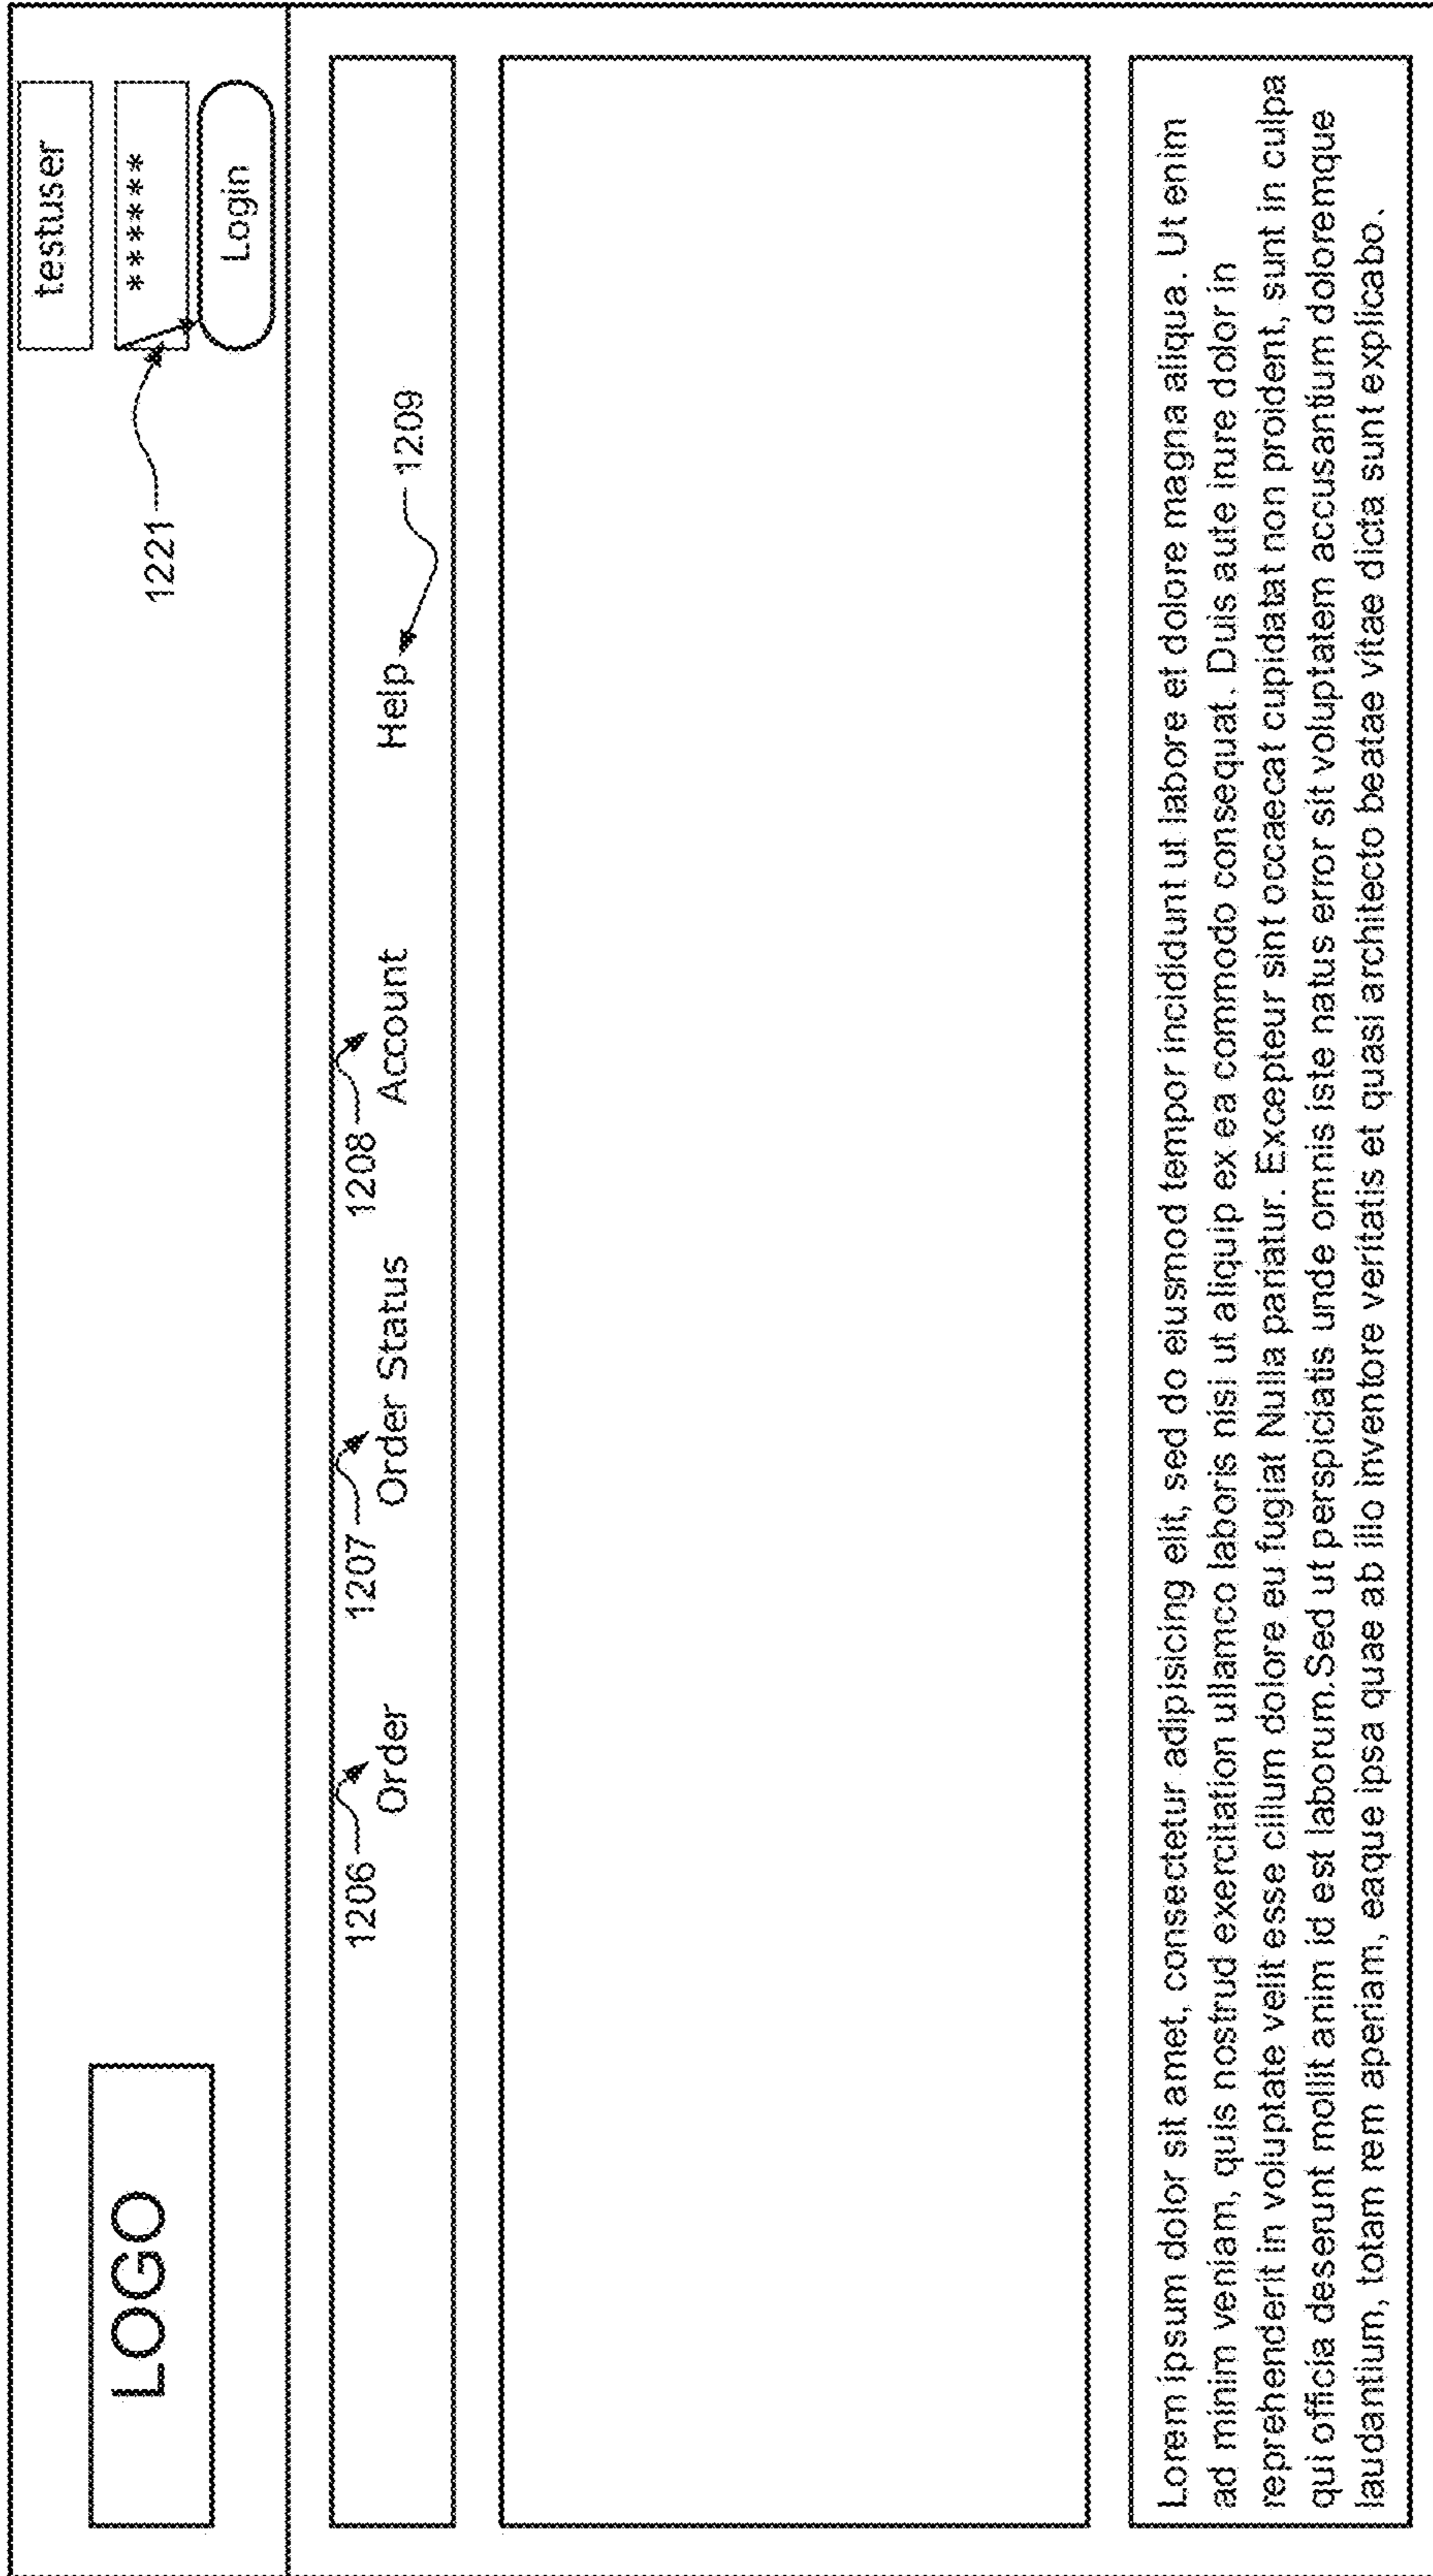 LOGO
testuser
******
Login
1221
1206
1207
1208
1209
Order
Order Status
Account
Help
Lorem ipsum dolor sit amet, consectetur adipisicing elit, sed do eiusmod tempor incididunt ut labore et dolore magna aliqua. Ut enim
ad minim veniam, quis nostrud exercitation ullamco laboris nisi ut aliquip ex ea commodo consequat. Duis aute irure dolor in
reprehenderit in voluptate velit esse cillum dolore eu fugiat Nulla pariatur. Excepteur sint occaecat cupidatat non proident, sunt in culpa
qui officia deserunt mollit anim id est laborum.Sed ut perspiciatis unde omnis iste natus error sit voluptatem accusantium doloremque
laudantium, totam rem aperiam, eaque ipsa quae ab illo inventore veritatis et quasi architecto beatae vitae dicta sunt explicabo.